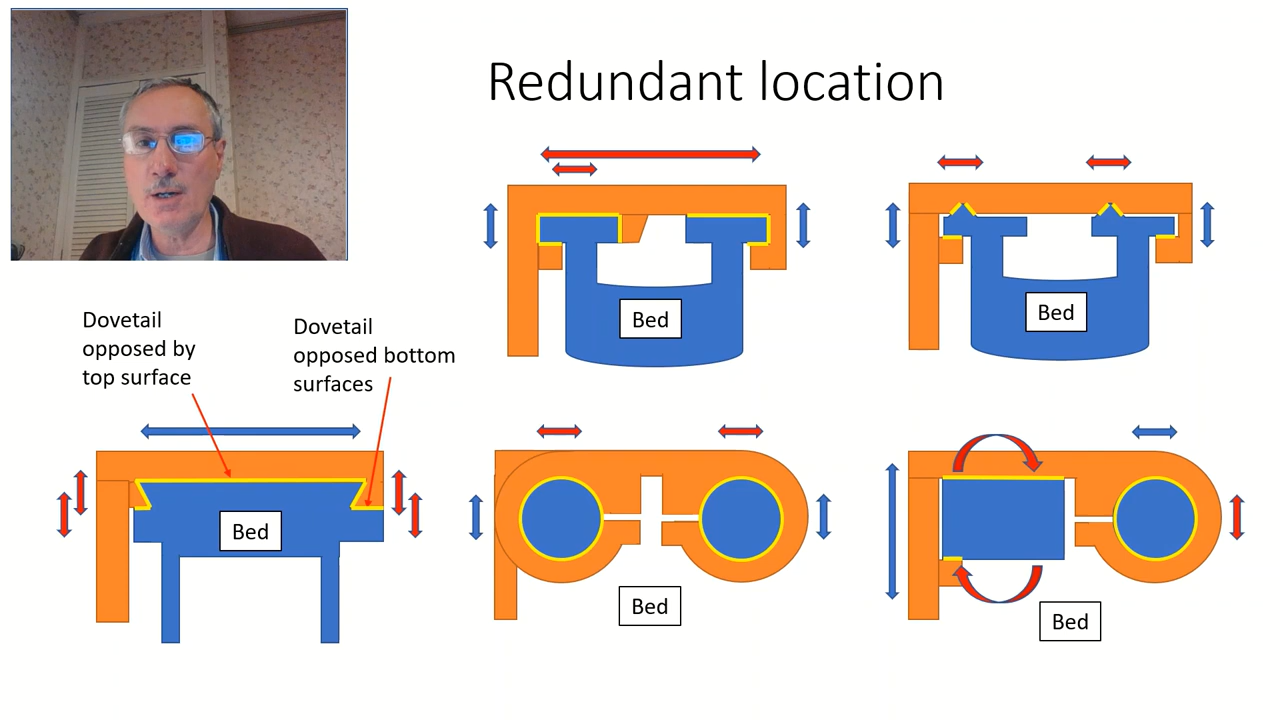 Redundant location
Bed
Bed
Dovetail
opposed by
top surface
Dovetail
opposed bottom
surfaces
Bed
Bed
Bed